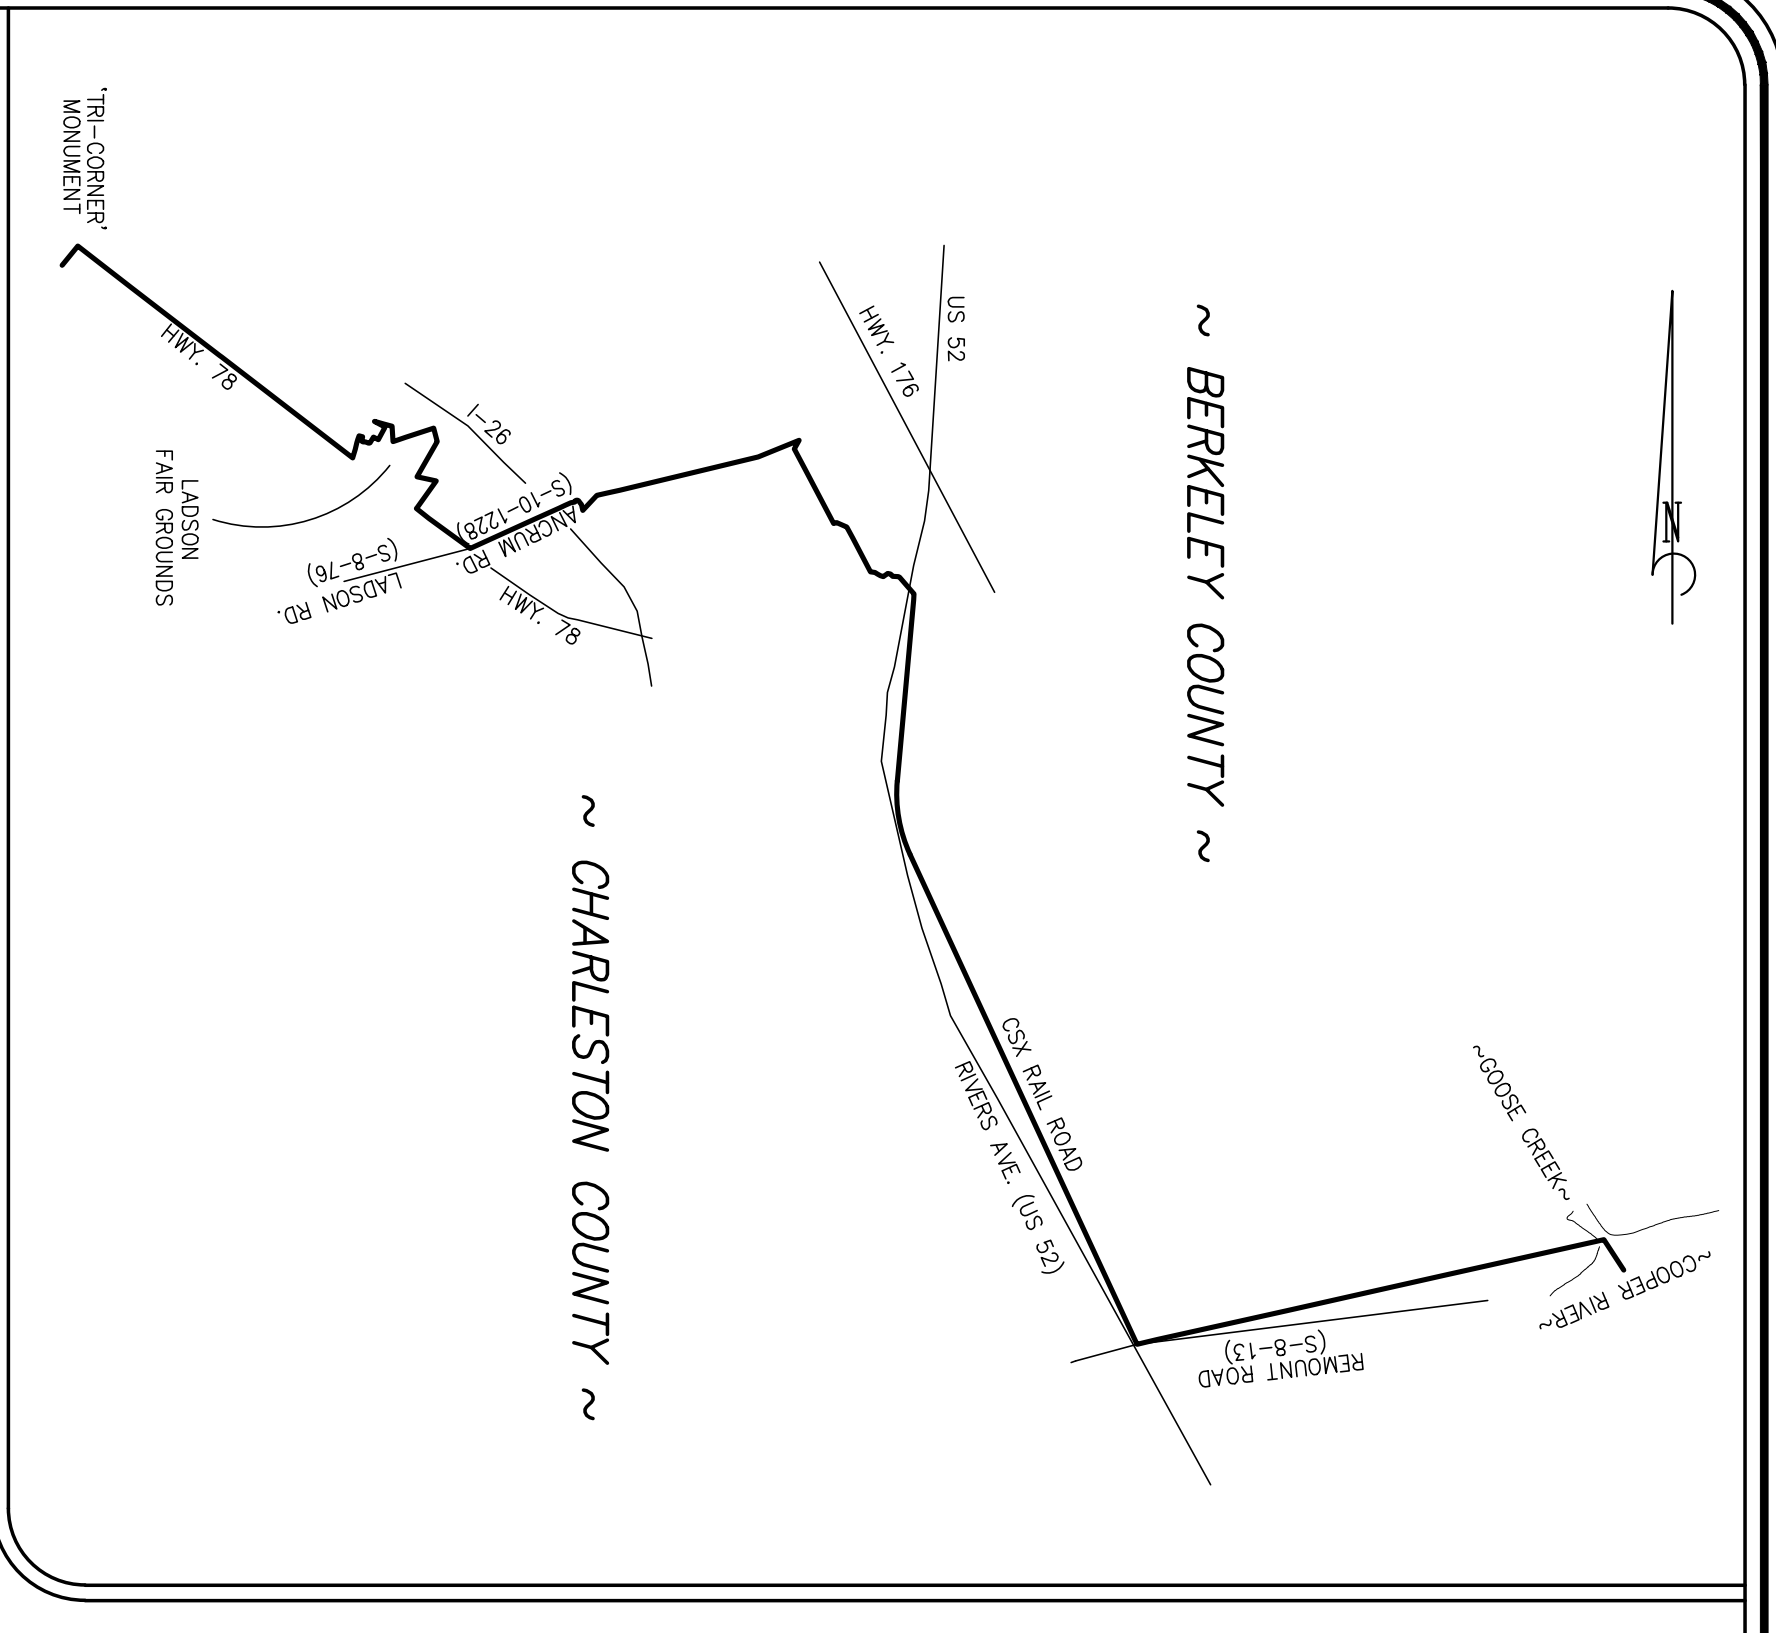 'TRI-CORNER'
MONUMENT
HWY. 78
LADSON
FAIR GROUNDS
I-26
(S-10-1228)
ANCRUM RD.
(S-8-76)
LADSON RD.
HWY. 78
HWY. 176
US 52
~ BERKELEY COUNTY ~
N
~ CHARLESTON COUNTY ~
CSX RAIL ROAD
RIVERS AVE. (US 52)
~GOOSE CREEK~
~COOPER RIVER~
REMOUNT ROAD
(S-8-13)